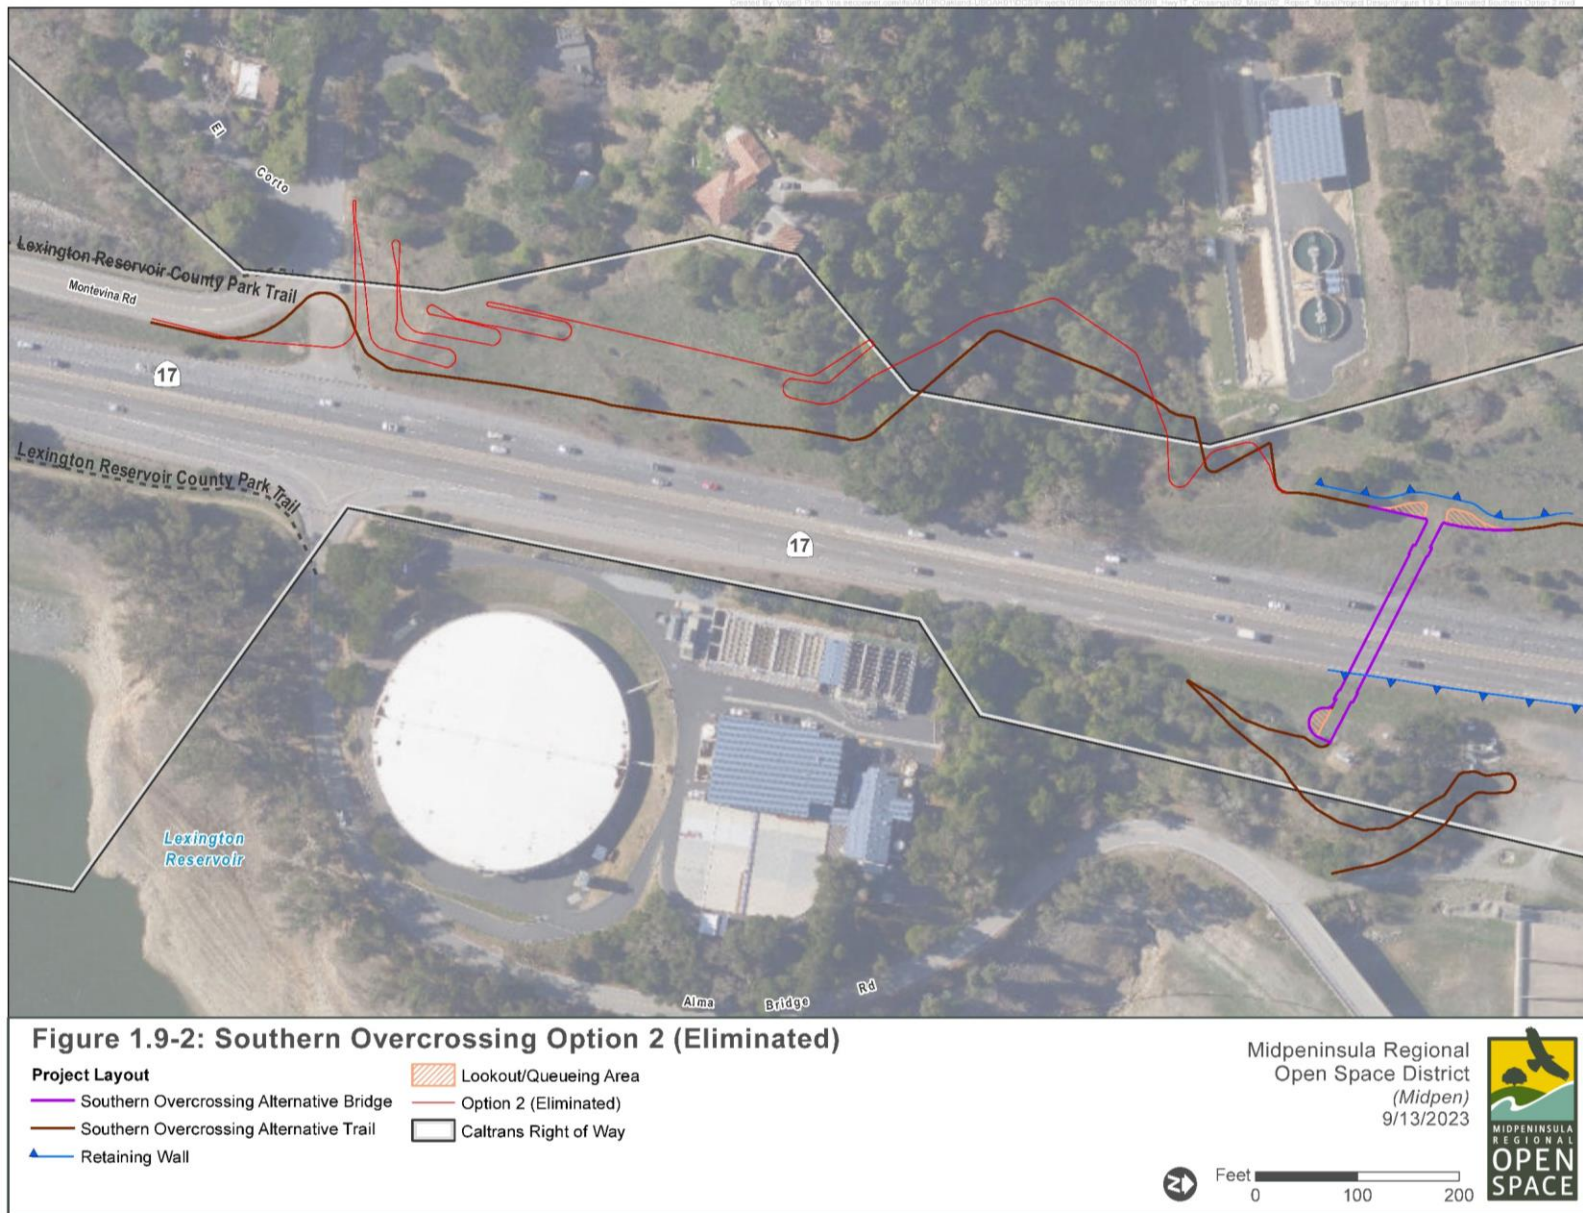 El
Corto
Lexington Reservoir County Park Trail
Montevina Rd
17
Lexington Reservoir County Park Trail
17
Lexington
Reservoir
Alma Bridge Rd
Figure 1.9-2: Southern Overcrossing Option 2 (Eliminated)
Project Layout
Southern Overcrossing Alternative Bridge
Southern Overcrossing Alternative Trail
Retaining Wall
Lookout/Queueing Area
Option 2 (Eliminated)
Caltrans Right of Way
Midpeninsula Regional
Open Space District
(Midpen)
9/13/2023
N
Feet
0 100 200
MIDPENINSULA
REGIONAL
OPEN
SPACE